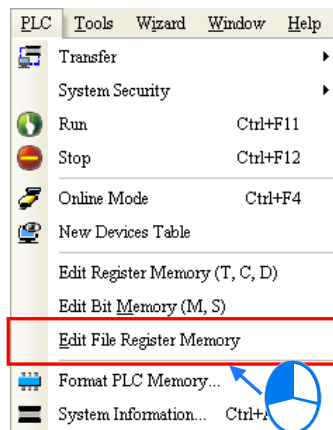 PLC Tools Wizard Window Help
Transfer
System Security
Run Ctrl+F11
Stop Ctrl+F12
Online Mode Ctrl+F4
New Devices Table
Edit Register Memory (T, C, D)
Edit Bit Memory (M, S)
Edit File Register Memory
Format PLC Memory...
System Information...